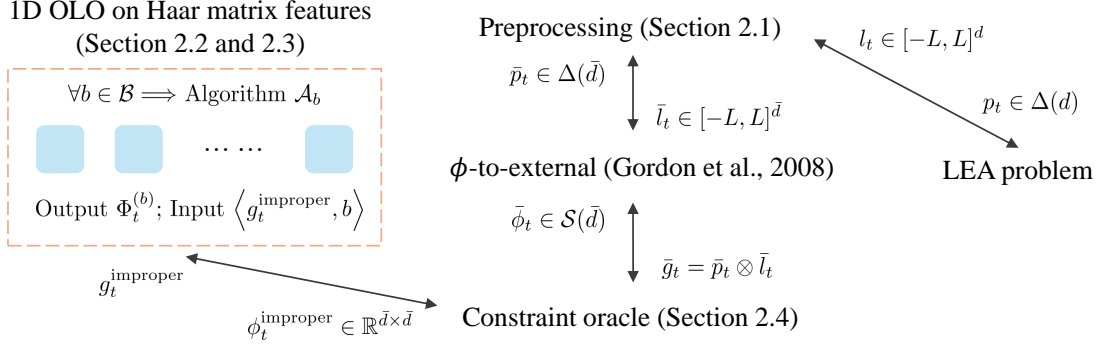 1D OLO on Haar matrix features
(Section 2.2 and 2.3)
∀b ∈ 𝓑 ⟹ Algorithm 𝓐_b
⋯ ⋯
Output Φ_t^{(b)}; Input ⟨g_t^{improper}, b⟩
g_t^{improper}
ϕ_t^{improper} ∈ ℝ^{d̄×d̄}
Preprocessing (Section 2.1)
p̄_t ∈ Δ(d̄)
l̄_t ∈ [-L, L]^{d̄}
ϕ-to-external (Gordon et al., 2008)
ϕ̄_t ∈ 𝒮(d̄)
ḡ_t = p̄_t ⊗ l̄_t
Constraint oracle (Section 2.4)
l_t ∈ [-L, L]^d
p_t ∈ Δ(d)
LEA problem